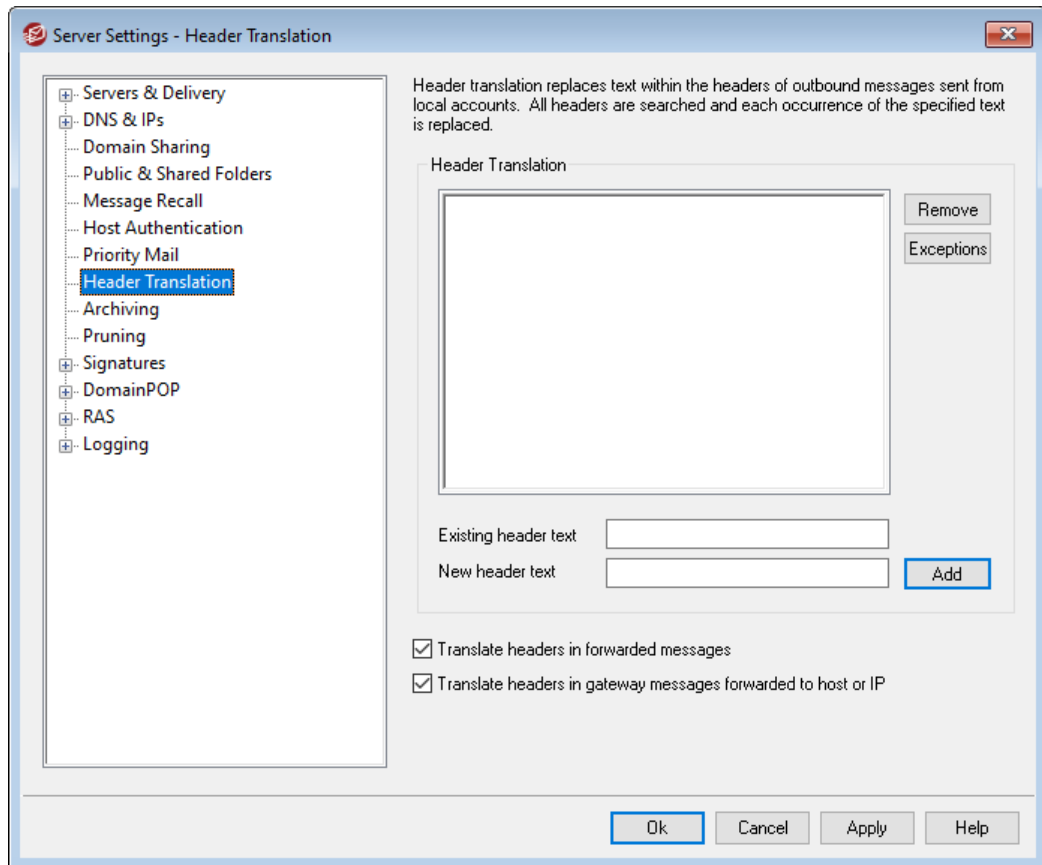 Server Settings - Header Translation
Servers & Delivery
DNS & IPs
Domain Sharing
Public & Shared Folders
Message Recall
Host Authentication
Priority Mail
Header Translation
Archiving
Pruning
Signatures
DomainPOP
RAS
Logging
Header translation replaces text within the headers of outbound messages sent from
local accounts.  All headers are searched and each occurrence of the specified text
is replaced.
Header Translation
Remove
Exceptions
Existing header text
New header text
Add
Translate headers in forwarded messages
Translate headers in gateway messages forwarded to host or IP
Ok
Cancel
Apply
Help